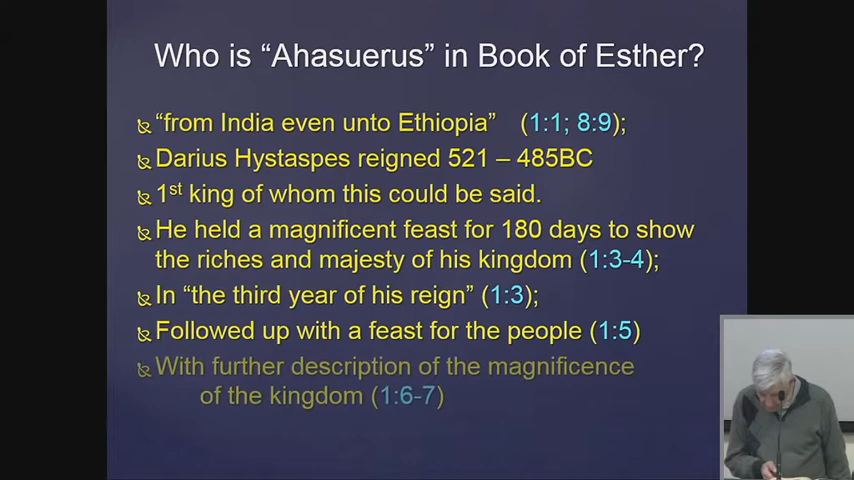 Who is “Ahasuerus” in Book of Esther?
“from India even unto Ethiopia” (1:1; 8:9);
Darius Hystaspes reigned 521 – 485BC
1st king of whom this could be said.
He held a magnificent feast for 180 days to show
the riches and majesty of his kingdom (1:3-4);
In “the third year of his reign” (1:3);
Followed up with a feast for the people (1:5)
With further description of the magnificence
of the kingdom (1:6-7)